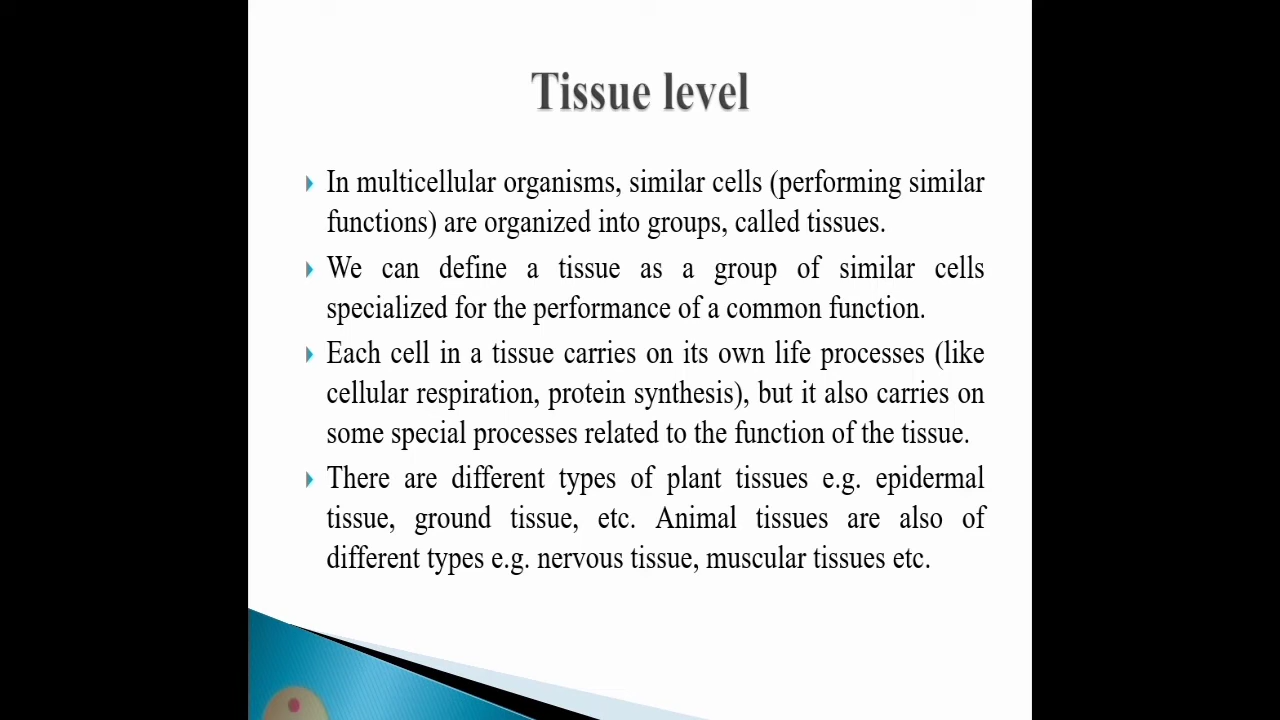 Tissue level
In multicellular organisms, similar cells (performing similar
functions) are organized into groups, called tissues.
We can define a tissue as a group of similar cells
specialized for the performance of a common function.
Each cell in a tissue carries on its own life processes (like
cellular respiration, protein synthesis), but it also carries on
some special processes related to the function of the tissue.
There are different types of plant tissues e.g. epidermal
tissue, ground tissue, etc. Animal tissues are also of
different types e.g. nervous tissue, muscular tissues etc.